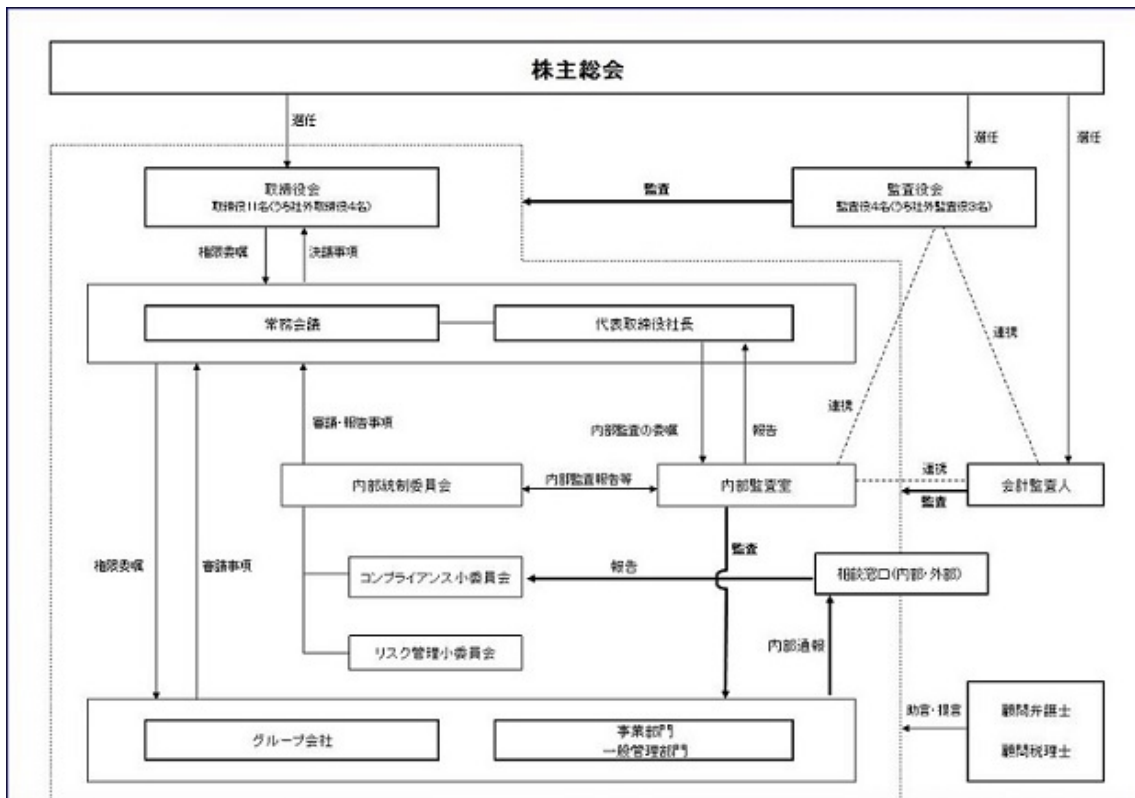 株主総会
選任
選任
選任
取締役会
取締役11名(うち社外取締役4名)
監査
監査役会
監査役4名(うち社外監査役3名)
権限委嘱
決議事項
常務会議
代表取締役社長
連携
連携
審議・報告事項
内部監査の委嘱
報告
内部統制委員会
内部監査報告等
内部監査室
連携
監査
会計監査人
権限委嘱
審議事項
監査
コンプライアンス小委員会
報告
相談窓口(内部・外部)
リスク管理小委員会
内部通報
グループ会社
事業部門
一般管理部門
助言・提言
顧問弁護士
顧問税理士